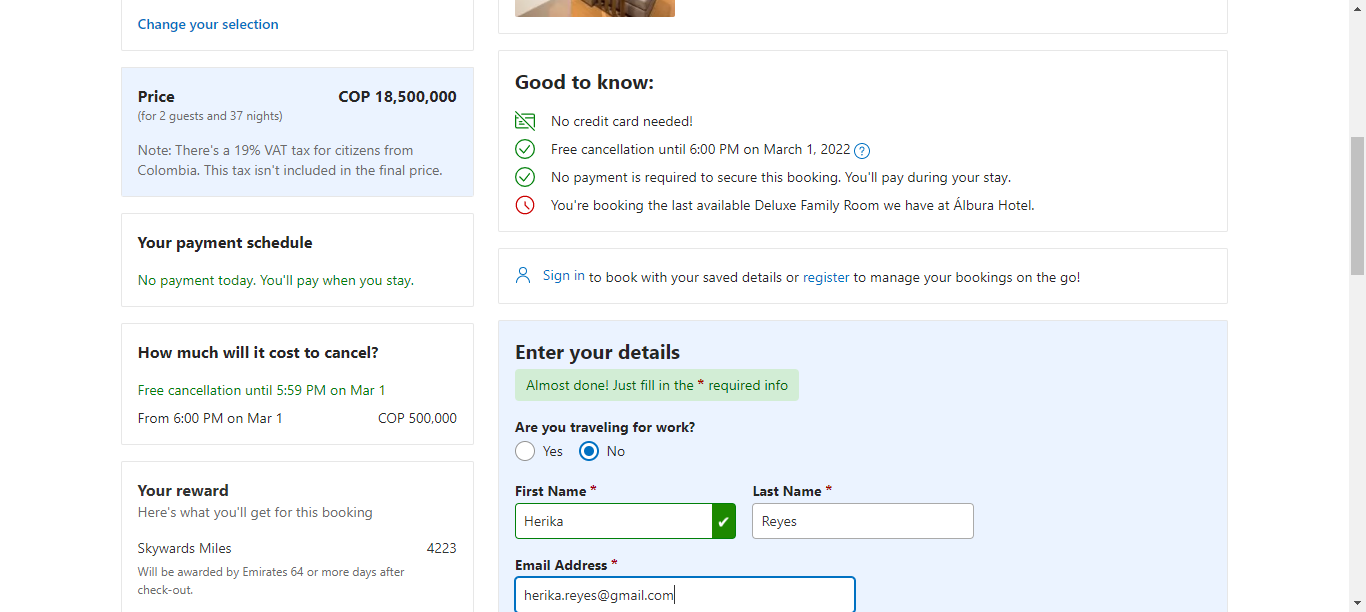 Change your selection
Price COP 18,500,000
(for 2 guests and 37 nights)
Note: There's a 19% VAT tax for citizens from
Colombia. This tax isn't included in the final price.
Your payment schedule
No payment today. You'll pay when you stay.
How much will it cost to cancel?
Free cancellation until 5:59 PM on Mar 1
From 6:00 PM on Mar 1 COP 500,000
Your reward
Here's what you'll get for this booking
Skywards Miles 4223
Will be awarded by Emirates 64 or more days after
check-out.
Good to know:
No credit card needed!
Free cancellation until 6:00 PM on March 1, 2022 ?
No payment is required to secure this booking. You'll pay during your stay.
You're booking the last available Deluxe Family Room we have at Álbura Hotel.
Sign in to book with your saved details or register to manage your bookings on the go!
Enter your details
Almost done! Just fill in the * required info
Are you traveling for work?
Yes No
First Name * Last Name *
Herika Reyes
Email Address *
herika.reyes@gmail.com